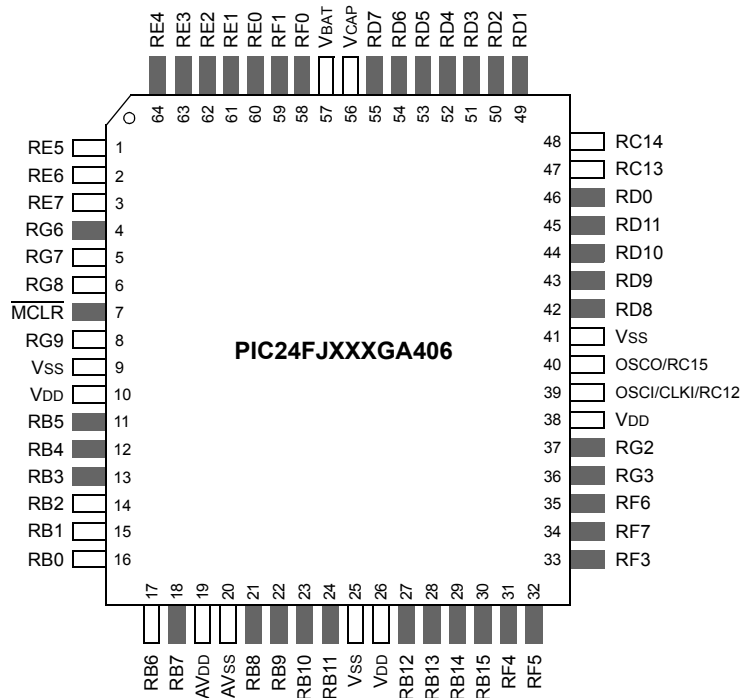 RE4 RE3 RE2 RE1 RE0 RF1 RF0 VBAT VCAP RD7 RD6 RD5 RD4 RD3 RD2 RD1
64 63 62 61 60 59 58 57 56 55 54 53 52 51 50 49
RE5 1
RE6 2
RE7 3
RG6 4
RG7 5
RG8 6
MCLR 7
RG9 8
VSS 9
VDD 10
RB5 11
RB4 12
RB3 13
RB2 14
RB1 15
RB0 16
PIC24FJXXXGA406
48 RC14
47 RC13
46 RD0
45 RD11
44 RD10
43 RD9
42 RD8
41 VSS
40 OSCO/RC15
39 OSCI/CLKI/RC12
38 VDD
37 RG2
36 RG3
35 RF6
34 RF7
33 RF3
17 18 19 20 21 22 23 24 25 26 27 28 29 30 31 32
RB6 RB7 AVDD AVSS RB8 RB9 RB10 RB11 VSS VDD RB12 RB13 RB14 RB15 RF4 RF5